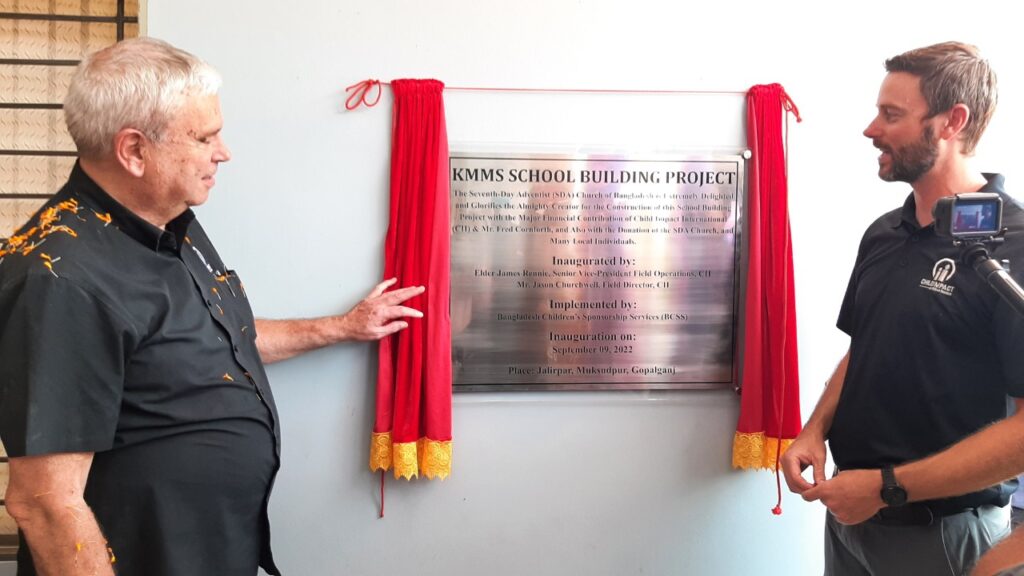 KMMS SCHOOL BUILDING PROJECT
The Seventh-Day Adventist (SDA) Church of Bangladesh is Extremely Delighted,
and Glorifies the Almighty Creator for the Construction of this School Building
Project with the Major Financial Contribution of Child Impact International
(CII) & Mr. Fred Cornforth, and Also with the Donation of the SDA Church, and
Many Local Individuals.
Inaugurated by:
Elder James Rennie, Senior Vice-President Field Operations, CII
Mr. Jason Churchwell, Field Director, CII
Implemented by:
Bangladesh Children's Sponsorship Services (BCSS)
Inauguration on:
September 09, 2022
Place: Jalirpar, Muksudpur, Gopalganj
CHILD IMPACT